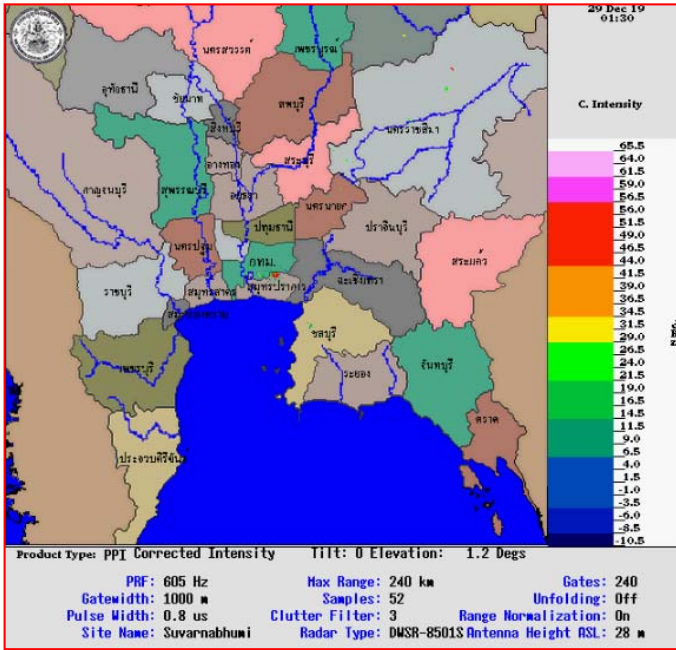 29 Dec 19
01:30
C. Intensity
นครสวรรค์
เพชรบูรณ์
อุทัยธานี
ชัยนาท
ลพบุรี
สิงหบุรี
นครราชสีมา
อ่างทอง
สระบุรี
กาญจนบุรี
สุพรรณบุรี
อยุธยา
นครนายก
ปทุมธานี
ปราจีนบุรี
นครปฐม
สระแก้ว
กทม.
ราชบุรี
สมุทรสาคร
สมุทรปราการ
ฉะเชิงเทรา
สมุทรสงคราม
ชลบุรี
เพชรบุรี
ระยอง
จันทบุรี
ตราด
ประจวบคีรีขันธ์
65.5
64.0
61.5
59.0
56.5
56.0
51.5
49.0
46.5
44.0
41.5
39.0
36.5
34.5
31.5
29.0
26.5
24.0
21.5
19.0
16.5
14.5
11.5
9.0
6.5
4.0
1.5
-1.0
-3.5
-6.0
-8.5
-10.5
Product Type: PPI Corrected Intensity Tilt: 0 Elevation: 1.2 Degs
PRF: 605 Hz Max Range: 240 km Gates: 240
Gatewidth: 1000 m Samples: 52 Unfolding: Off
Pulse Width: 0.8 us Clutter Filter: 3 Range Normalization: On
Site Name: Suvarnabhumi Radar Type: DWSR-8501S Antenna Height ASL: 28 m